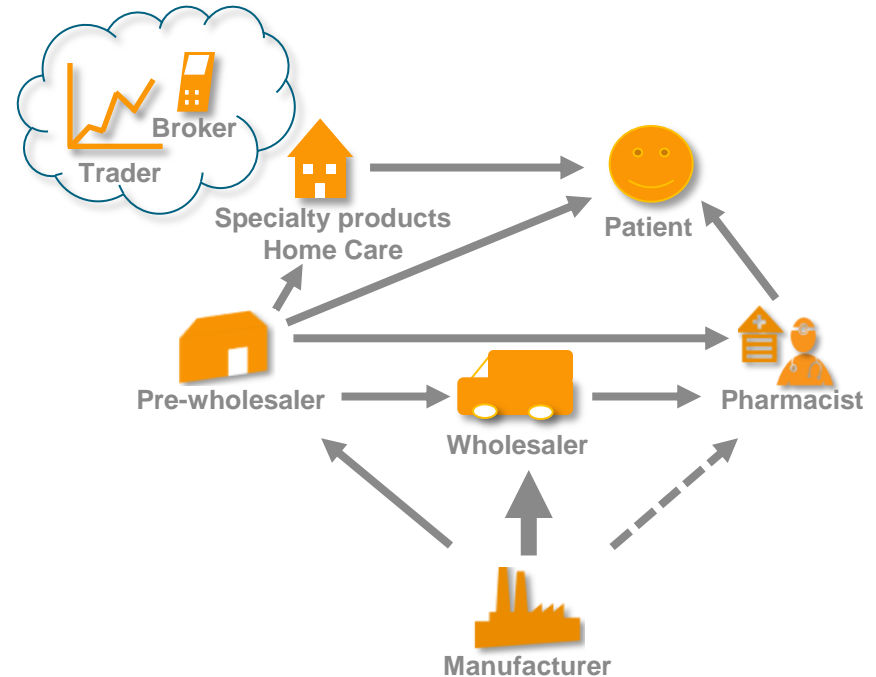 Broker
Trader
Specialty products
Home Care
Patient
Pre-wholesaler
Pharmacist
Wholesaler
Manufacturer